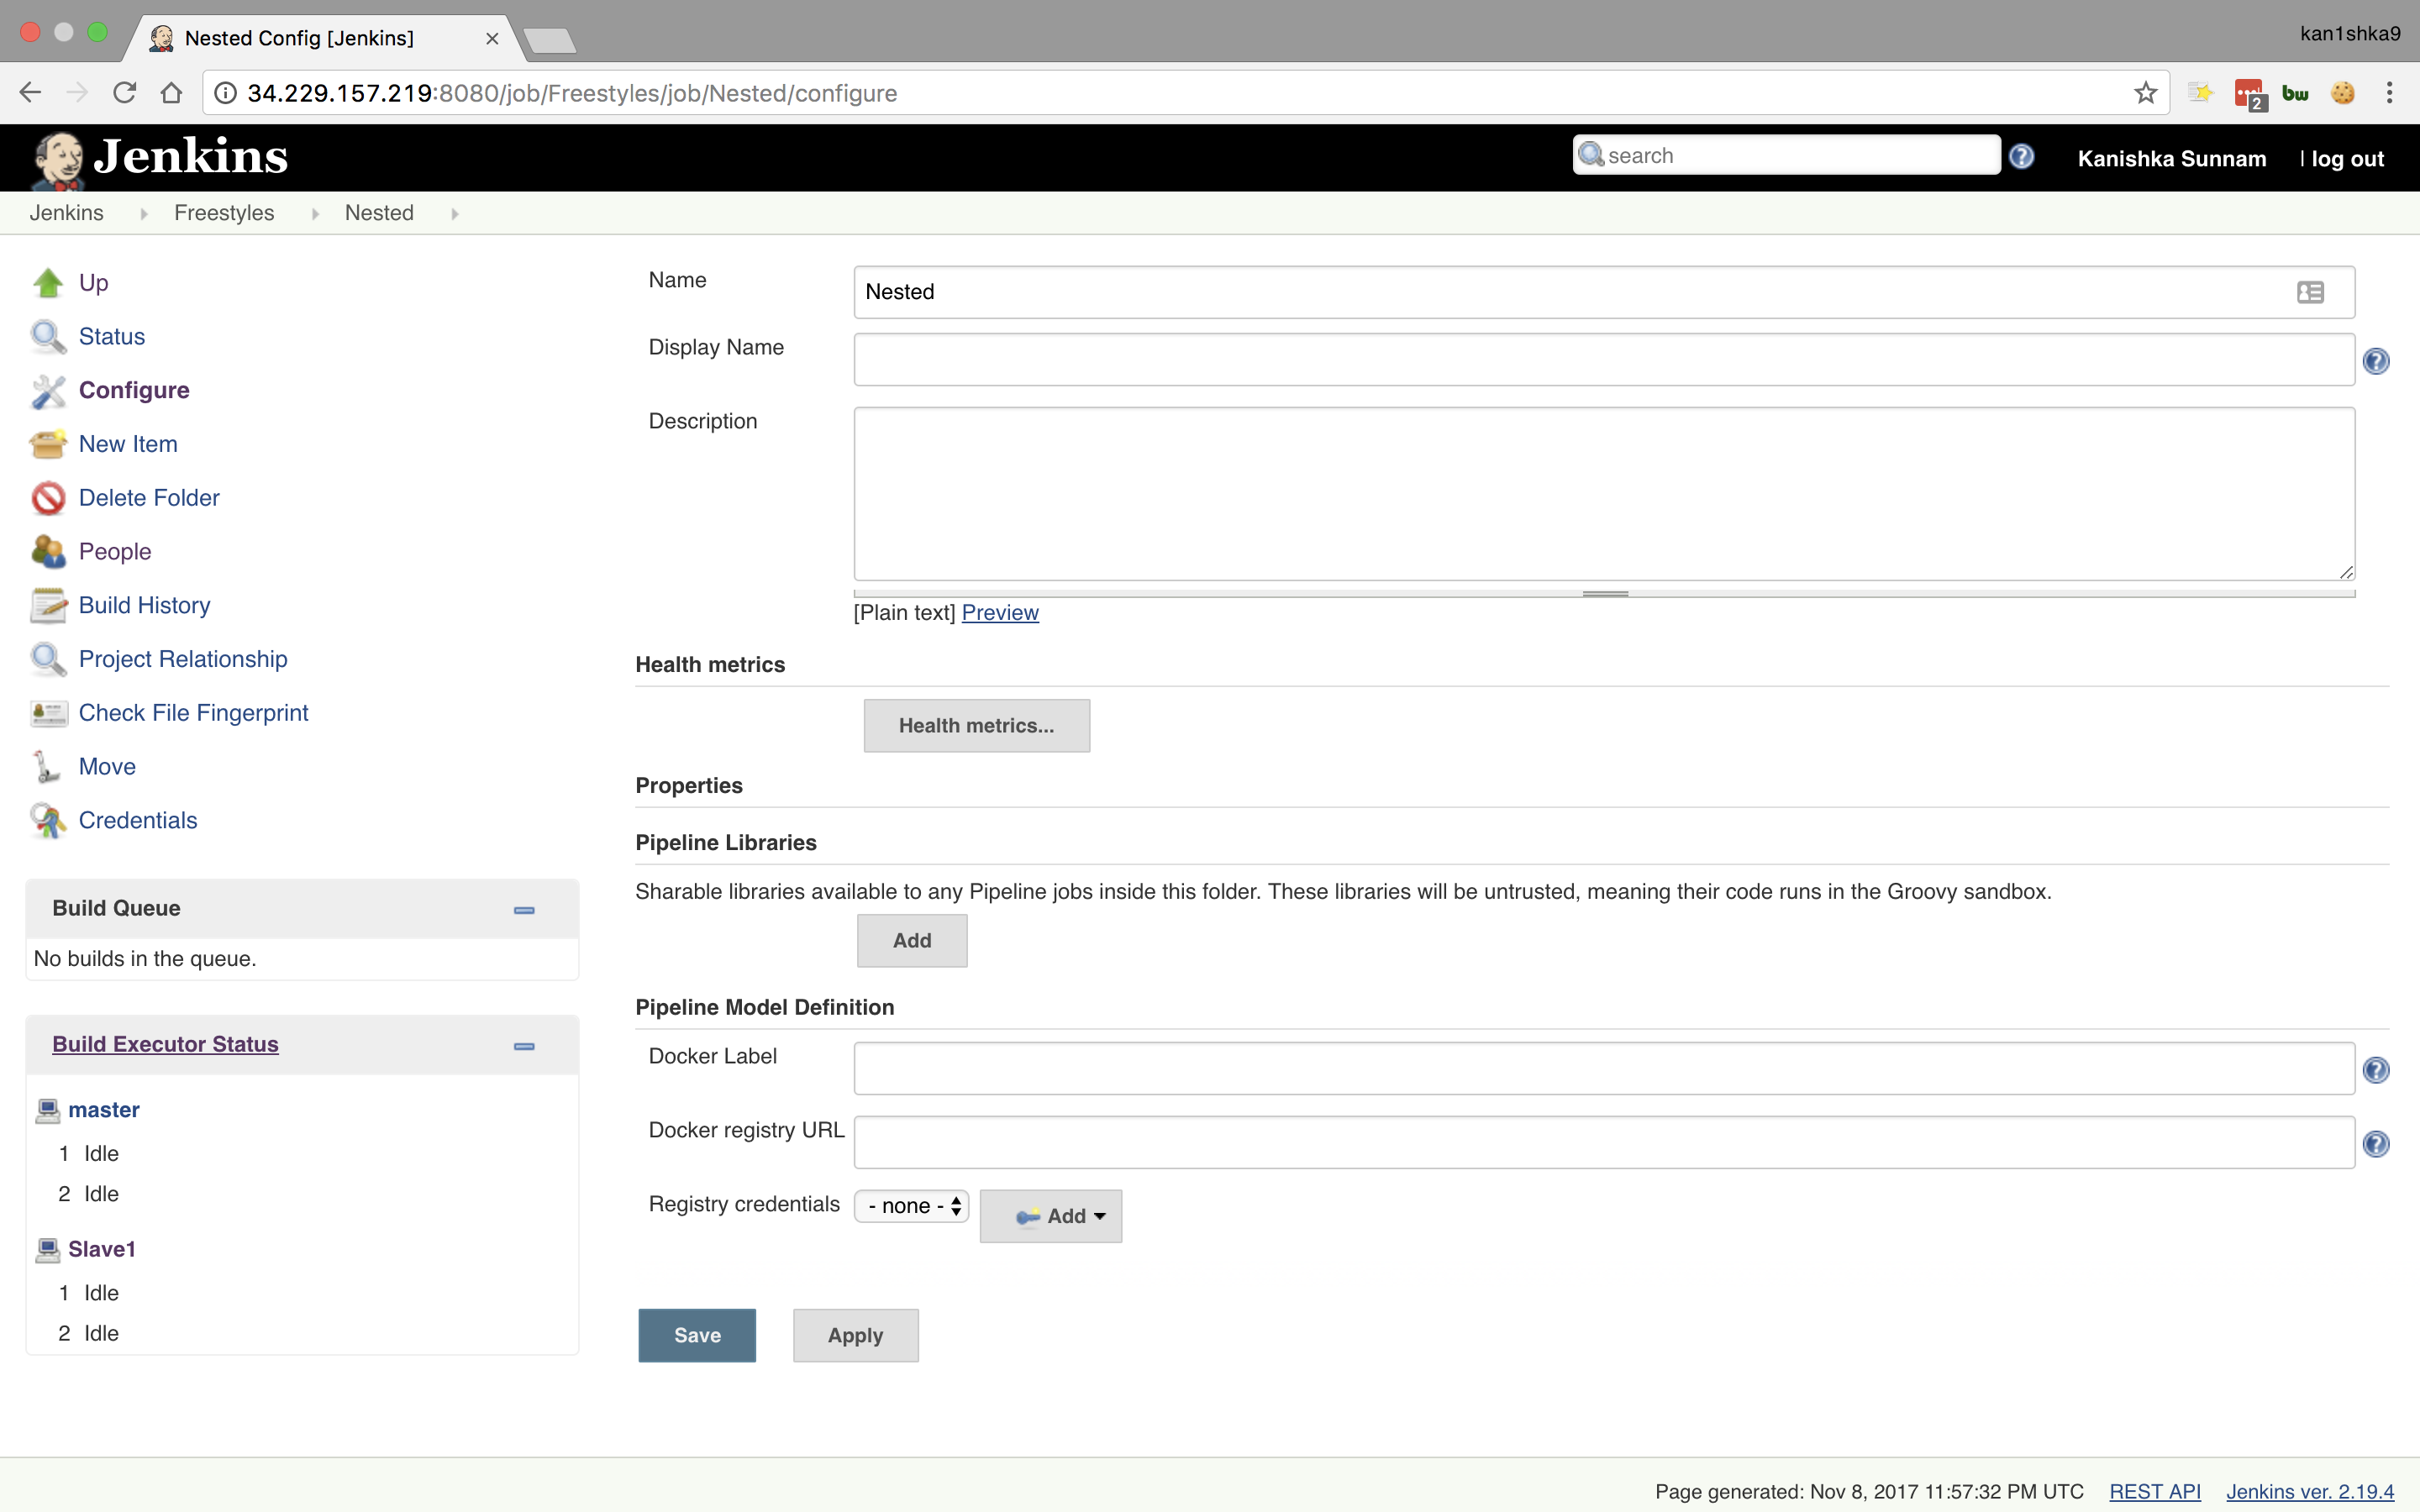 Nested Config [Jenkins]
kan1shka9
34.229.157.219:8080/job/Freestyles/job/Nested/configure
2
bw
Jenkins
search
Kanishka Sunnam
| log out
Jenkins
Freestyles
Nested
Up
Status
Configure
New Item
Delete Folder
People
Build History
Project Relationship
Check File Fingerprint
Move
Credentials
Build Queue
No builds in the queue.
Build Executor Status
master
1 Idle
2 Idle
Slave1
1 Idle
2 Idle
Name
Nested
Display Name
Description
[Plain text] Preview
Health metrics
Health metrics...
Properties
Pipeline Libraries
Sharable libraries available to any Pipeline jobs inside this folder. These libraries will be untrusted, meaning their code runs in the Groovy sandbox.
Add
Pipeline Model Definition
Docker Label
Docker registry URL
Registry credentials
- none -
Add
Save
Apply
Page generated: Nov 8, 2017 11:57:32 PM UTC
REST API
Jenkins ver. 2.19.4